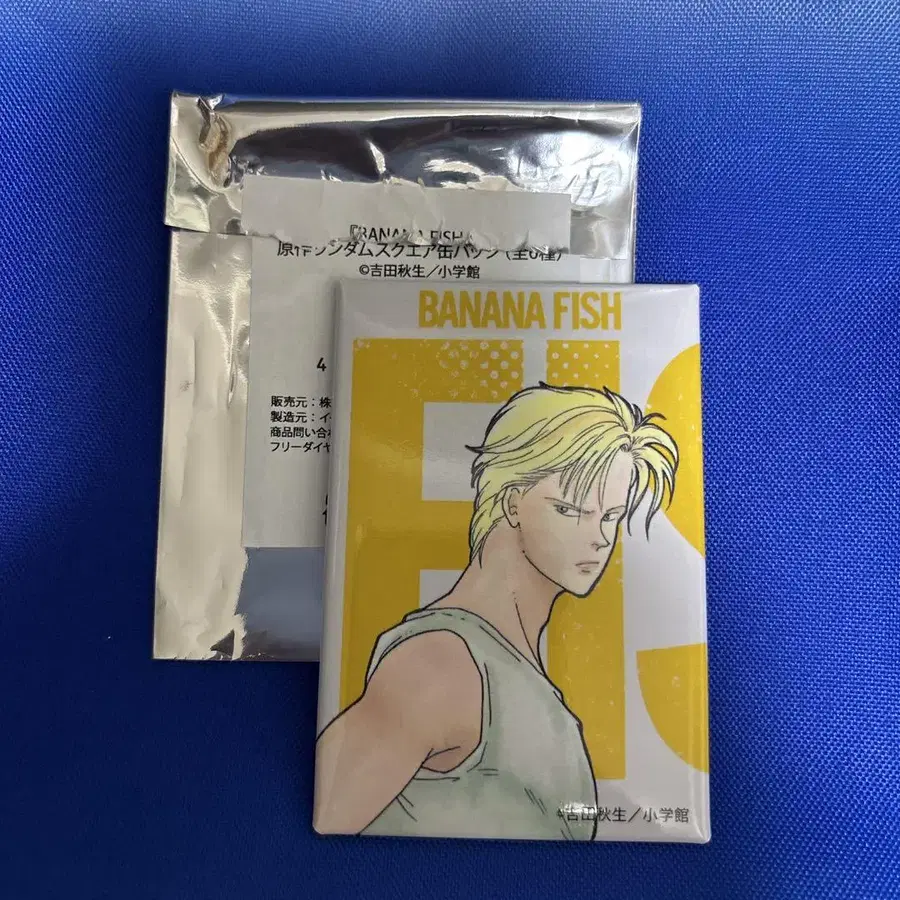 『BANANA FISH
原作ランダムスクエア缶バッジ（全6種）
©吉田秋生／小学館
4
販売元：株
製造元：イ
商品問い合わ
フリーダイヤ
BANANA FISH
FIS
©吉田秋生／小学館